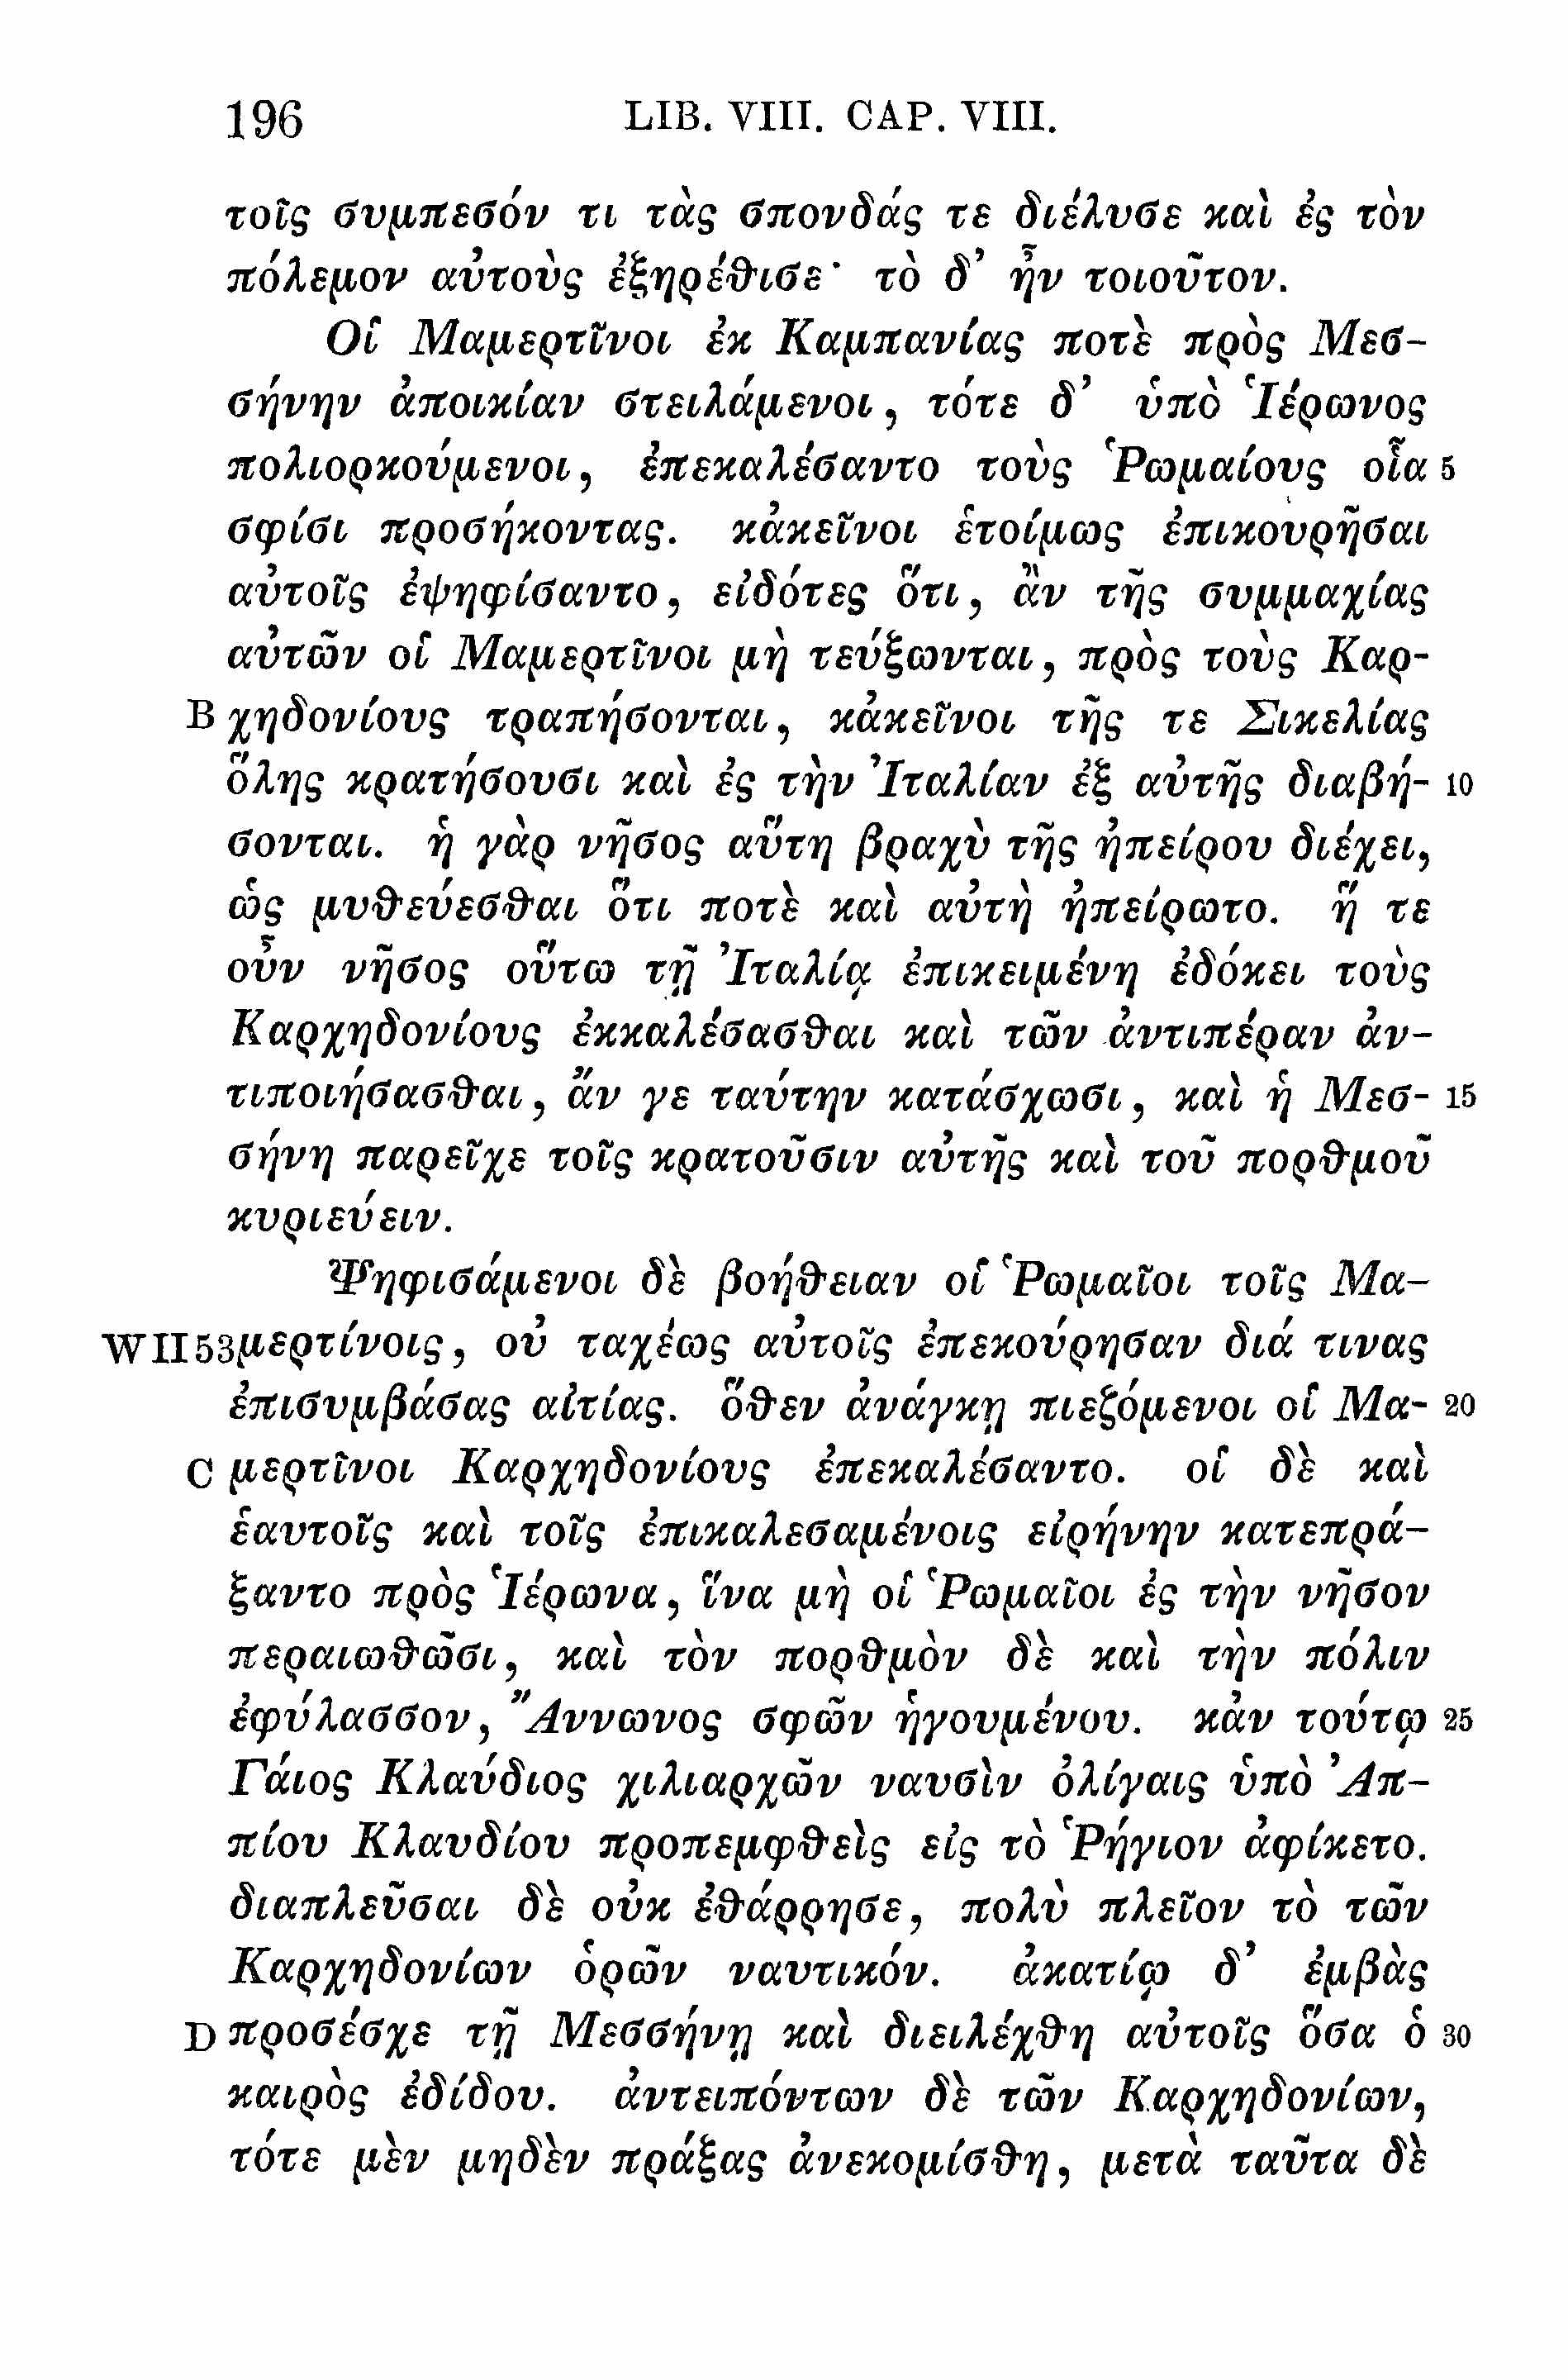 196 LIB. VIII. CAP. VIII.
τοῖς συμπεσόν τι τὰς σπονδάς τε διέλυσε καὶ ἐς τὸν
πόλεμον αὐτοὺς ἐξηρέθισε· τὸ δ’ ἦν τοιοῦτον.
Οἱ Μαμερτῖνοι ἐκ Καμπανίας ποτὲ πρὸς Μεσ-
σήνην ἀποικίαν στειλάμενοι, τότε δ’ ὑπὸ Ἱέρωνος
πολιορκούμενοι, ἐπεκαλέσαντο τοὺς Ῥωμαίους οἷα 5
σφίσι προσήκοντας. κἀκεῖνοι ἑτοίμως ἐπικουρῆσαι
αὐτοῖς ἐψηφίσαντο, εἰδότες ὅτι, ἂν τῆς συμμαχίας
αὐτῶν οἱ Μαμερτῖνοι μὴ τεύξωνται, πρὸς τοὺς Καρ-
B χηδονίους τραπήσονται, κἀκεῖνοι τῆς τε Σικελίας
ὅλης κρατήσουσι καὶ ἐς τὴν Ἰταλίαν ἐξ αὐτῆς διαβή- 10
σονται. ἡ γὰρ νῆσος αὕτη βραχὺ τῆς ἠπείρου διέχει,
ὡς μυθεύεσθαι ὅτι ποτὲ καὶ αὐτὴ ἠπείρωτο. ἥ τε
οὖν νῆσος οὕτω τῇ Ἰταλίᾳ ἐπικειμένη ἐδόκει τοὺς
Καρχηδονίους ἐκκαλέσασθαι καὶ τῶν ἀντιπέραν ἀν-
τιποιήσασθαι, ἄν γε ταύτην κατάσχωσι, καὶ ἡ Μεσ- 15
σήνη παρεῖχε τοῖς κρατοῦσιν αὐτῆς καὶ τοῦ πορθμοῦ
κυριεύειν.
Ψηφισάμενοι δὲ βοήθειαν οἱ Ῥωμαῖοι τοῖς Μα-
W II 53 μερτίνοις, οὐ ταχέως αὐτοῖς ἐπεκούρησαν διά τινας
ἐπισυμβάσας αἰτίας. ὅθεν ἀνάγκῃ πιεζόμενοι οἱ Μα- 20
C μερτῖνοι Καρχηδονίους ἐπεκαλέσαντο. οἱ δὲ καὶ
ἑαυτοῖς καὶ τοῖς ἐπικαλεσαμένοις εἰρήνην κατεπρά-
ξαντο πρὸς Ἱέρωνα, ἵνα μὴ οἱ Ῥωμαῖοι ἐς τὴν νῆσον
περαιωθῶσι, καὶ τὸν πορθμὸν δὲ καὶ τὴν πόλιν
ἐφύλασσον, Ἄννωνος σφῶν ἡγουμένου. κἀν τούτῳ 25
Γάιος Κλαύδιος χιλιαρχῶν ναυσὶν ὀλίγαις ὑπὸ Ἀπ-
πίου Κλαυδίου προπεμφθεὶς εἰς τὸ Ῥήγιον ἀφίκετο.
διαπλεῦσαι δὲ οὐκ ἐθάρρησε, πολὺ πλεῖον τὸ τῶν
Καρχηδονίων ὁρῶν ναυτικόν. ἀκατίῳ δ’ ἐμβὰς
D προσέσχε τῇ Μεσσήνῃ καὶ διειλέχθη αὐτοῖς ὅσα ὁ 30
καιρὸς ἐδίδου. ἀντειπόντων δὲ τῶν Καρχηδονίων,
τότε μὲν μηδὲν πράξας ἀνεκομίσθη, μετὰ ταῦτα δὲ